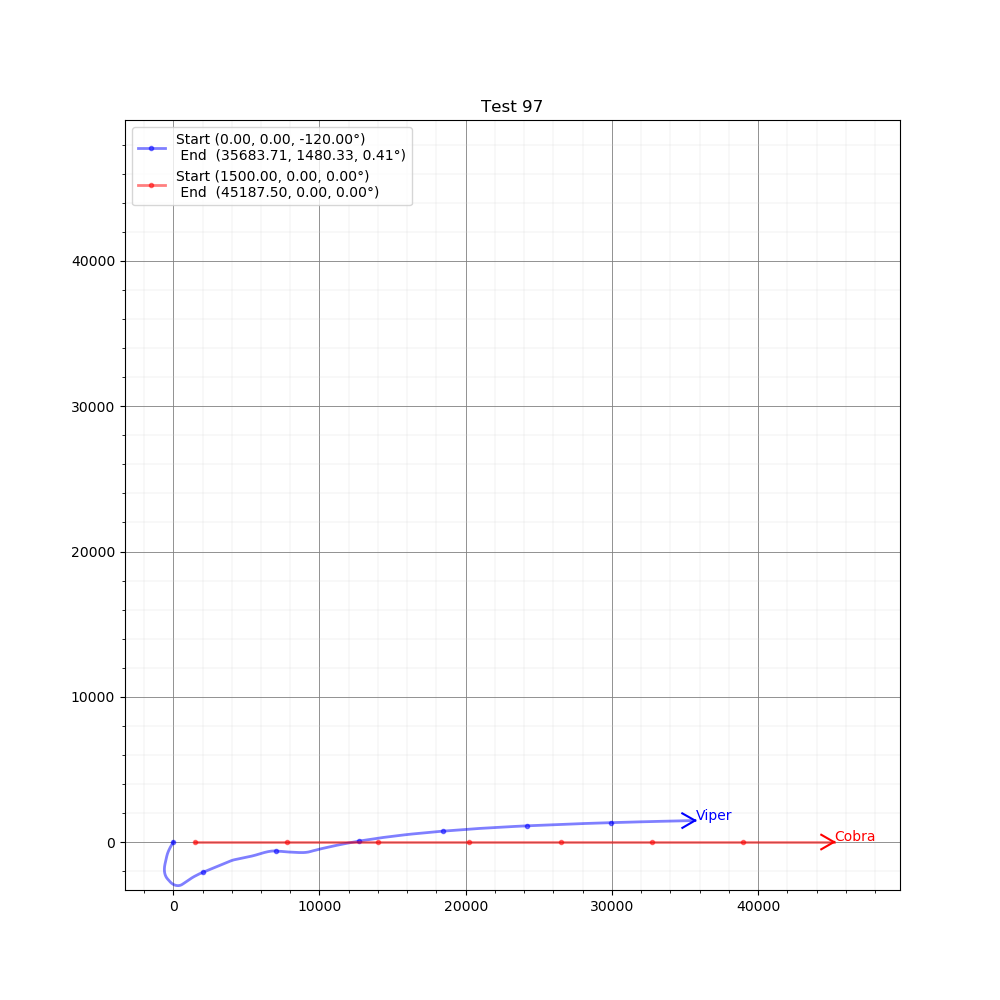 Test 97
Start (0.00, 0.00, -120.00°)
End  (35683.71, 1480.33, 0.41°)
Start (1500.00, 0.00, 0.00°)
End  (45187.50, 0.00, 0.00°)
40000
30000
20000
10000
0
Viper
Cobra
0
10000
20000
30000
40000